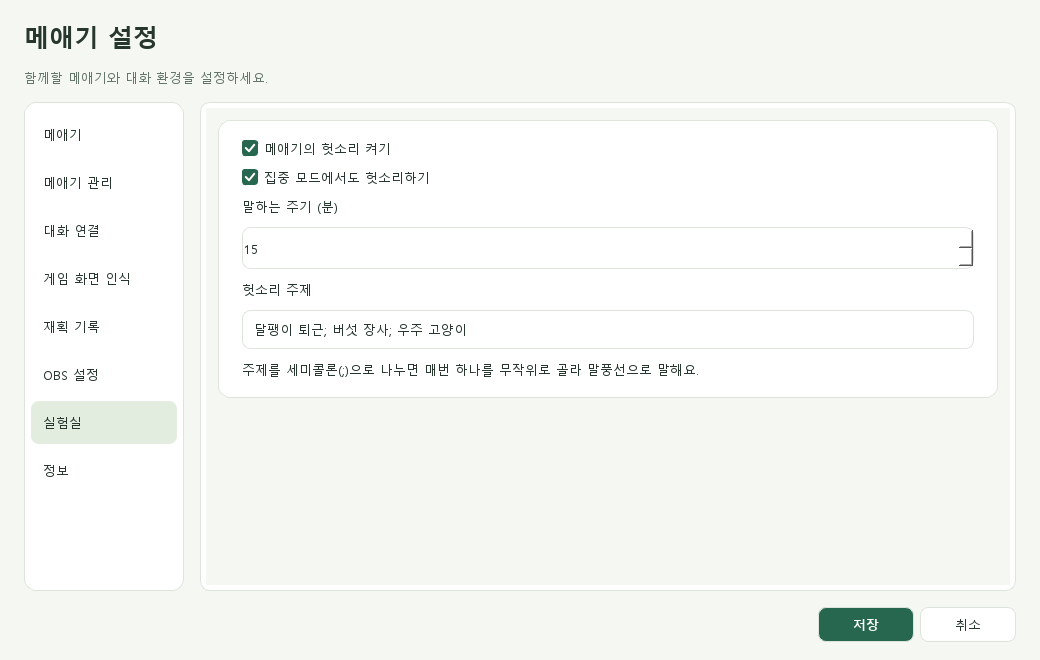 메애기 설정
함께할 메애기와 대화 환경을 설정하세요.
메애기
메애기 관리
대화 연결
게임 화면 인식
재획 기록
OBS 설정
실험실
정보
메애기의 헛소리 켜기
집중 모드에서도 헛소리하기
말하는 주기 (분)
15
헛소리 주제
달팽이 퇴근; 버섯 장사; 우주 고양이
주제를 세미콜론(;)으로 나누면 매번 하나를 무작위로 골라 말풍선으로 말해요.
저장
취소